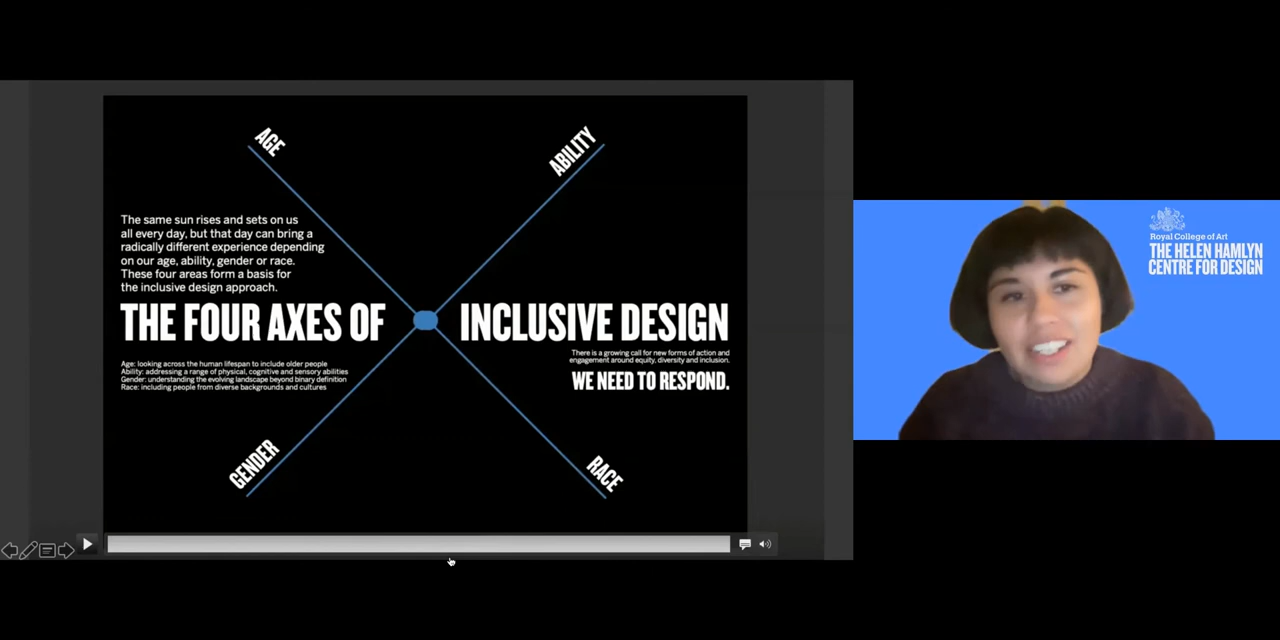 AGE
ABILITY
The same sun rises and sets on us
all every day, but that day can bring a
radically different experience depending
on our age, ability, gender or race.
These four areas form a basis for
the inclusive design approach.
THE FOUR AXES OF INCLUSIVE DESIGN
Age: looking across the human lifespan to include older people
Ability: addressing a range of physical, cognitive and sensory abilities
Gender: understanding the evolving landscape beyond binary definition
Race: including people from diverse backgrounds and cultures
There is a growing call for new forms of action and
engagement around equity, diversity and inclusion.
WE NEED TO RESPOND.
GENDER
RACE
Royal College of Art
THE HELEN HAMLYN
CENTRE FOR DESIGN